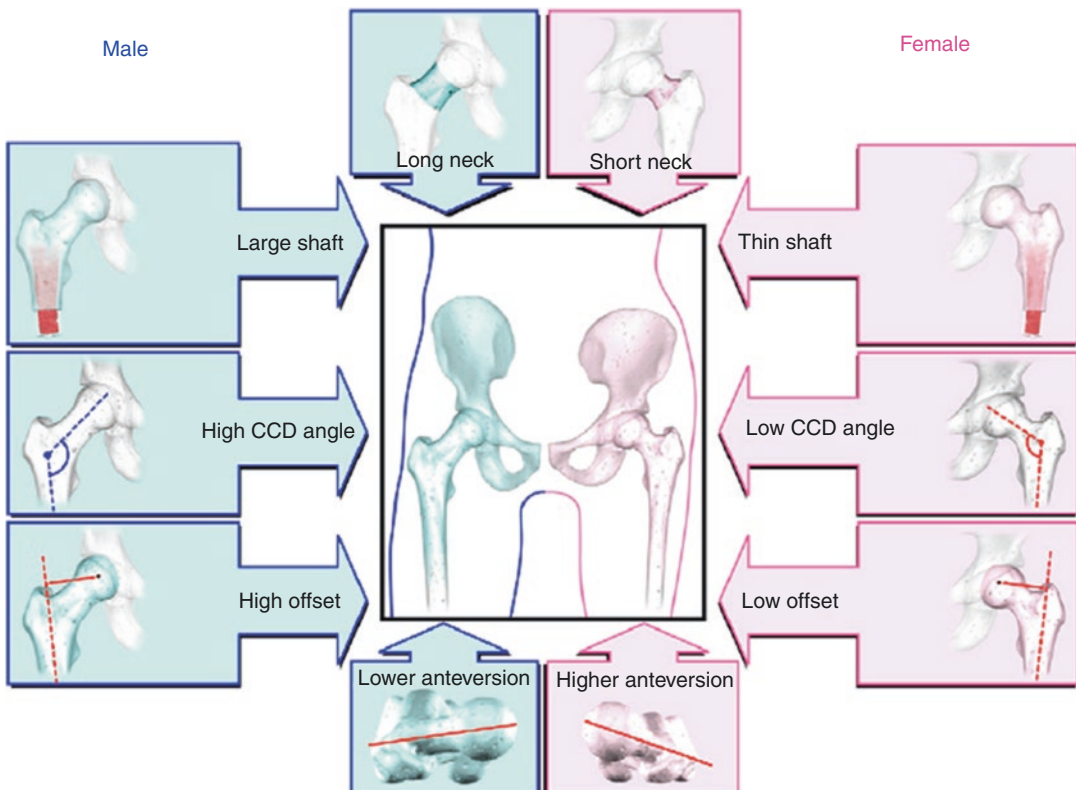 Male
Female
Long neck
Short neck
Large shaft
Thin shaft
High CCD angle
Low CCD angle
High offset
Low offset
Lower anteversion
Higher anteversion